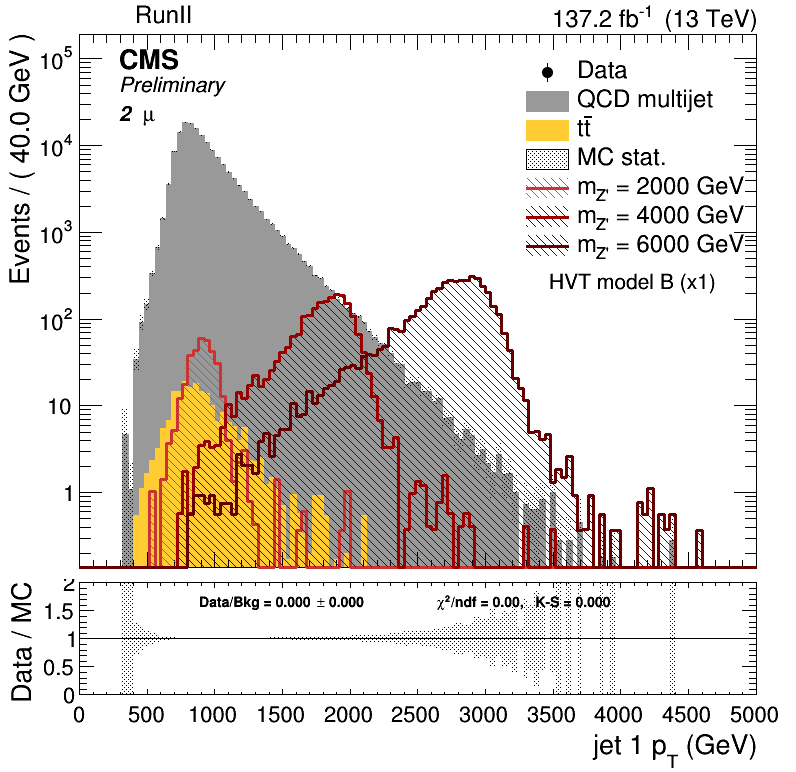 RunII 137.2 fb⁻¹ (13 TeV)
CMS
Preliminary
2 μ
Data
QCD multijet
tt̄
MC stat.
m_Z' = 2000 GeV
m_Z' = 4000 GeV
m_Z' = 6000 GeV
HVT model B (x1)
Events / ( 40.0 GeV )
10⁵
10⁴
10³
10²
10
1
Data/Bkg = 0.000 ± 0.000 χ²/ndf = 0.00, K-S = 0.000
Data / MC
2
1.5
1
0.5
0
0 500 1000 1500 2000 2500 3000 3500 4000 4500 5000
jet 1 p_T (GeV)